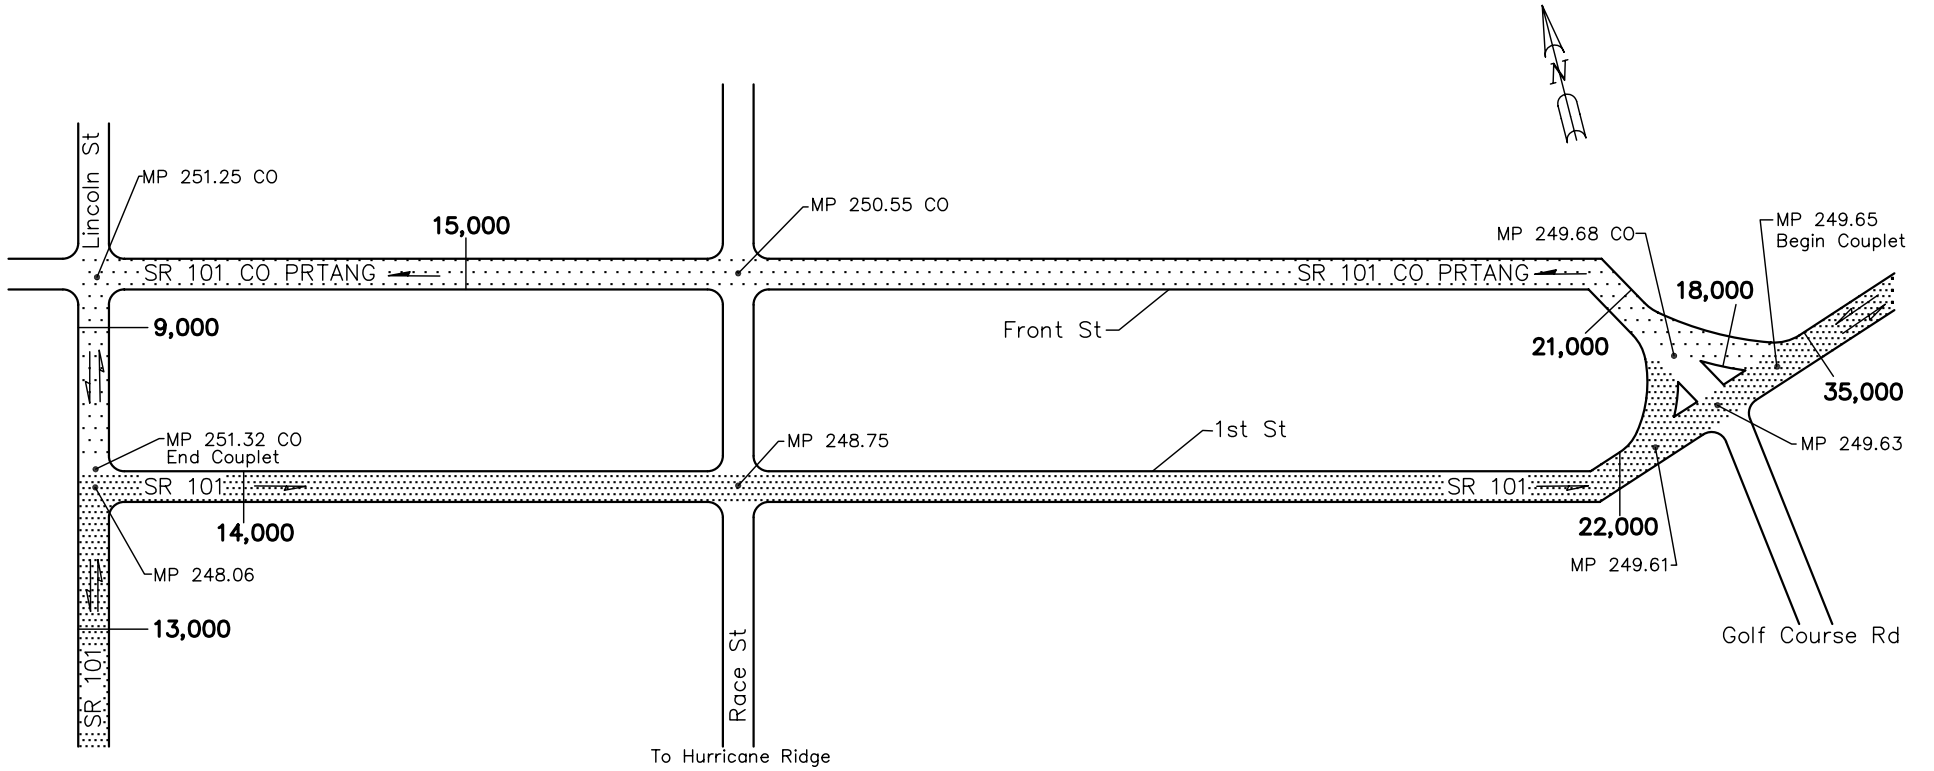 N
Lincoln St
MP 251.25 CO
15,000
MP 250.55 CO
MP 249.68 CO
MP 249.65
Begin Couplet
SR 101 CO PRTANG
SR 101 CO PRTANG
18,000
9,000
Front St
21,000
35,000
MP 251.32 CO
End Couplet
MP 248.75
1st St
MP 249.63
SR 101
SR 101
14,000
22,000
MP 249.61
MP 248.06
13,000
SR 101
Race St
Golf Course Rd
To Hurricane Ridge